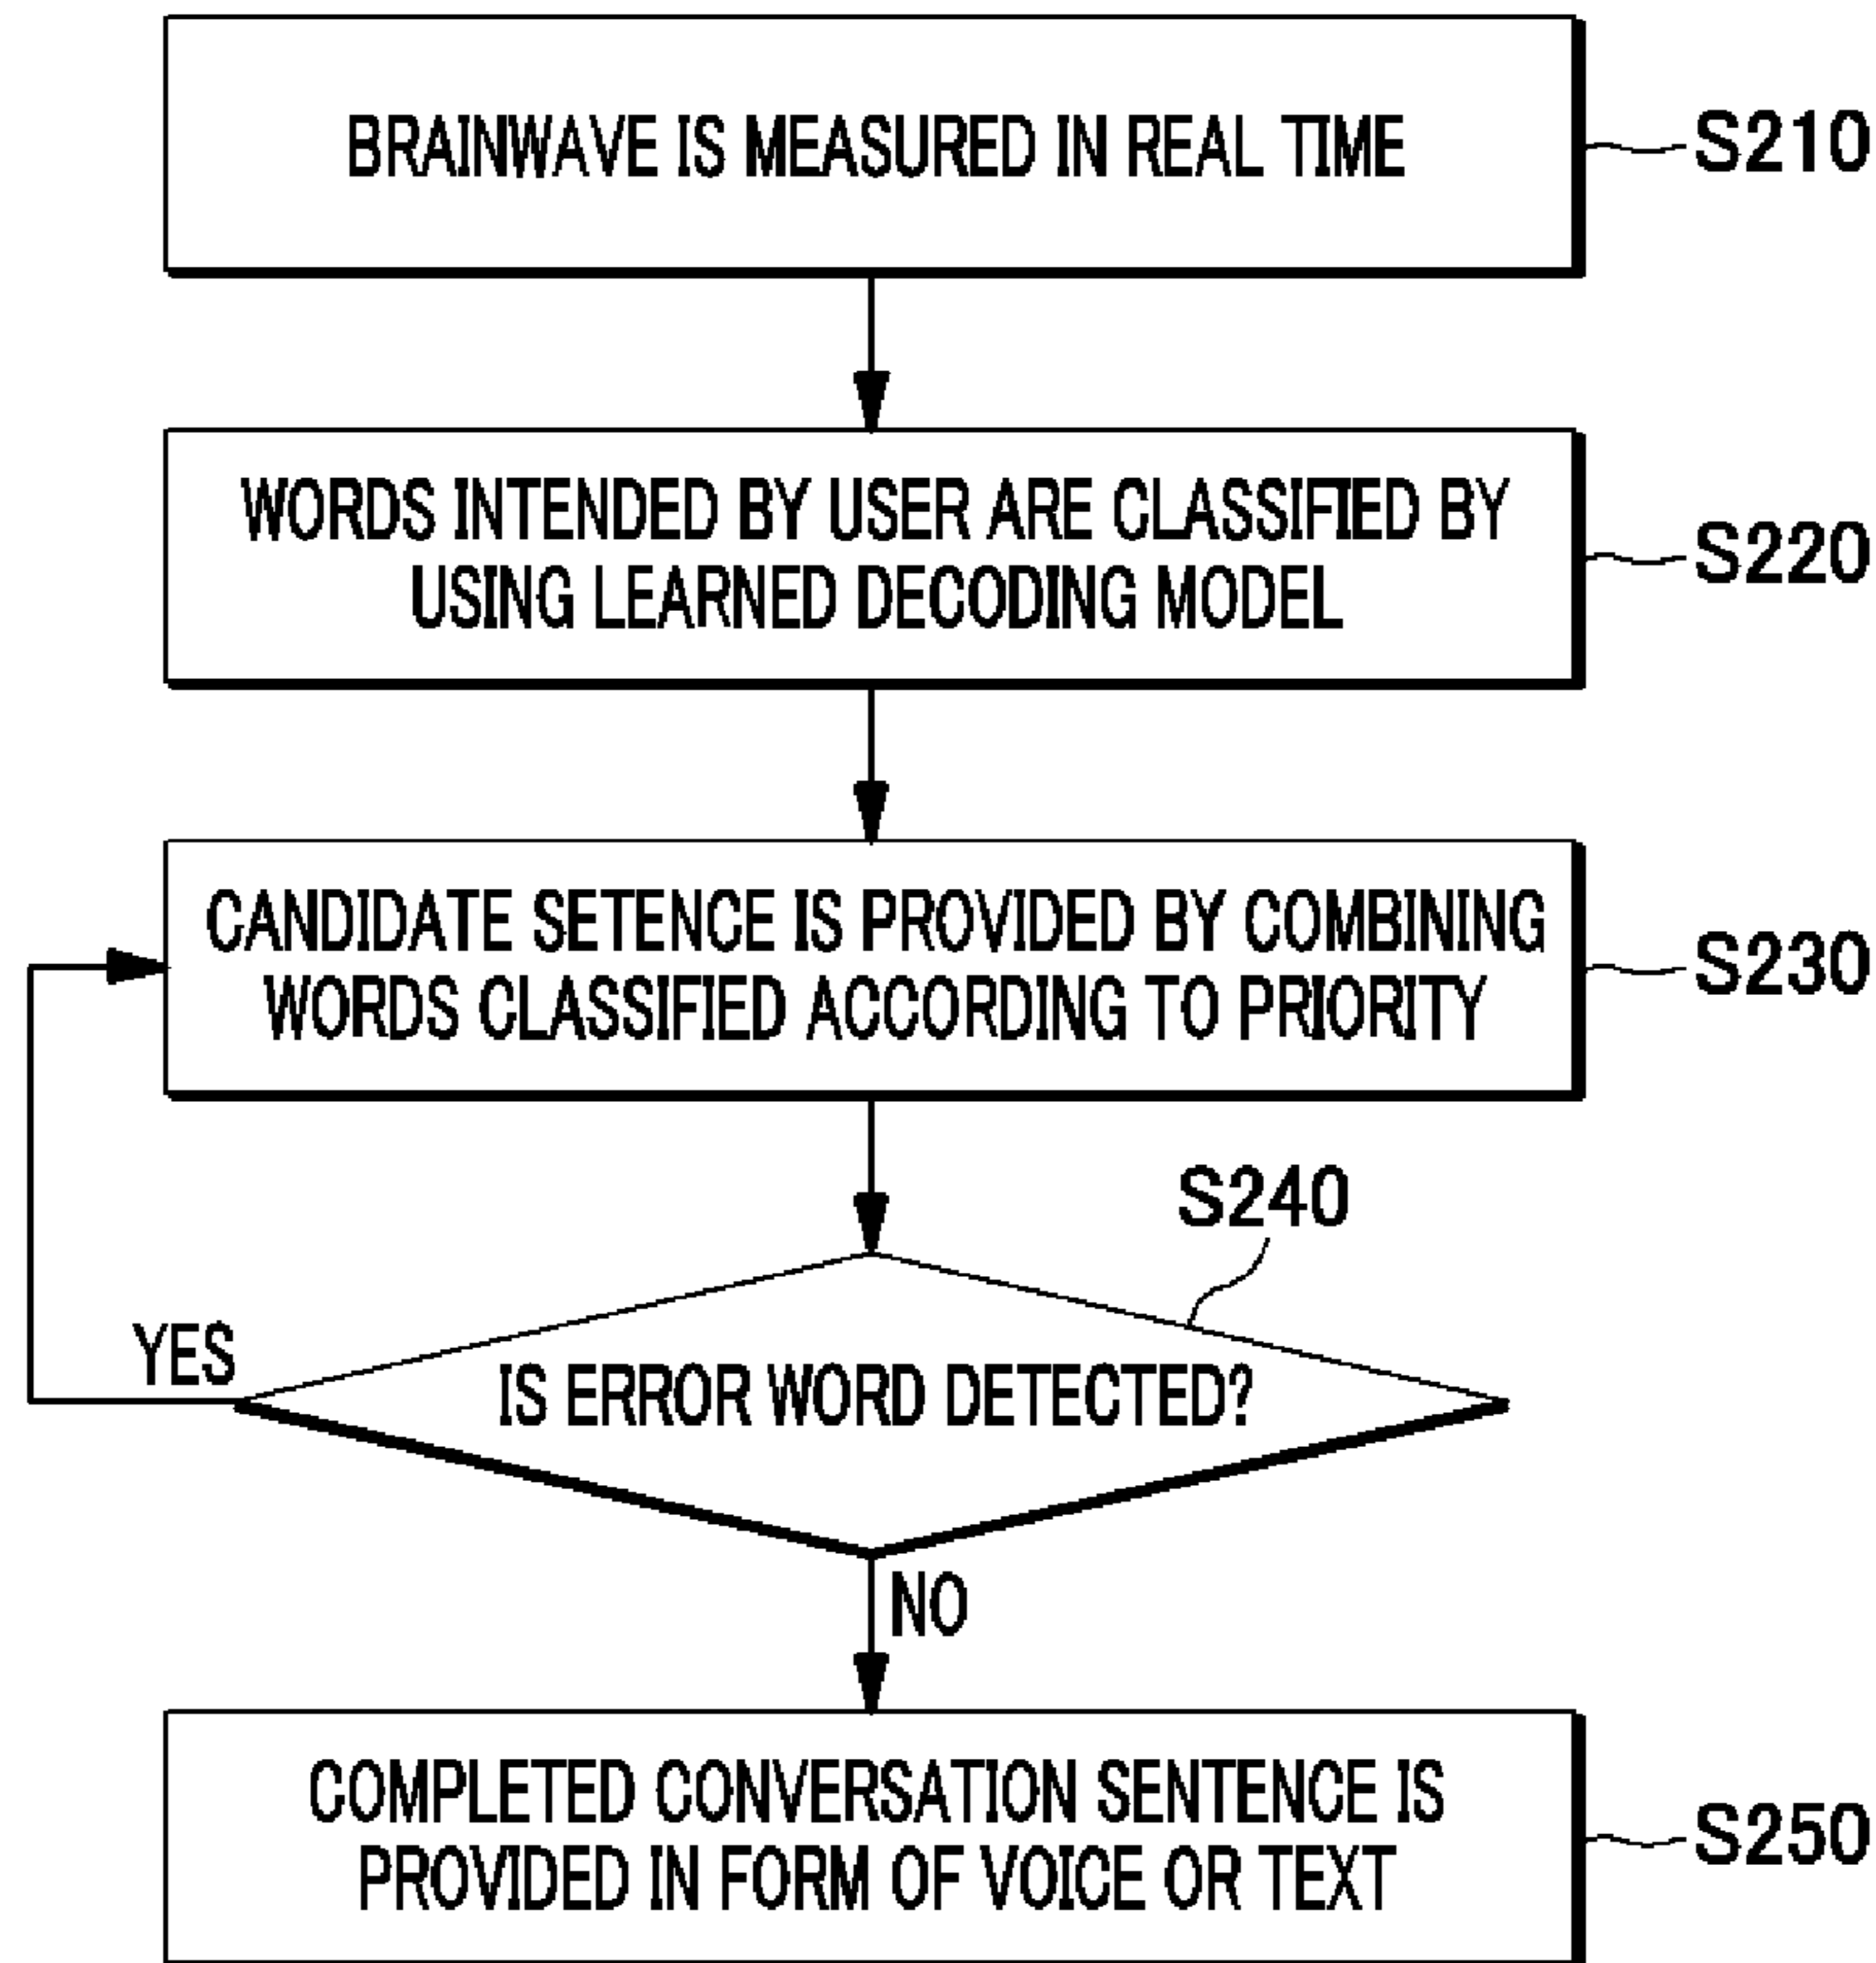 BRAINWAVE IS MEASURED IN REAL TIME
S210
WORDS INTENDED BY USER ARE CLASSIFIED BY
USING LEARNED DECODING MODEL
S220
CANDIDATE SETENCE IS PROVIDED BY COMBINING
WORDS CLASSIFIED ACCORDING TO PRIORITY
S230
S240
YES
IS ERROR WORD DETECTED?
NO
COMPLETED CONVERSATION SENTENCE IS
PROVIDED IN FORM OF VOICE OR TEXT
S250